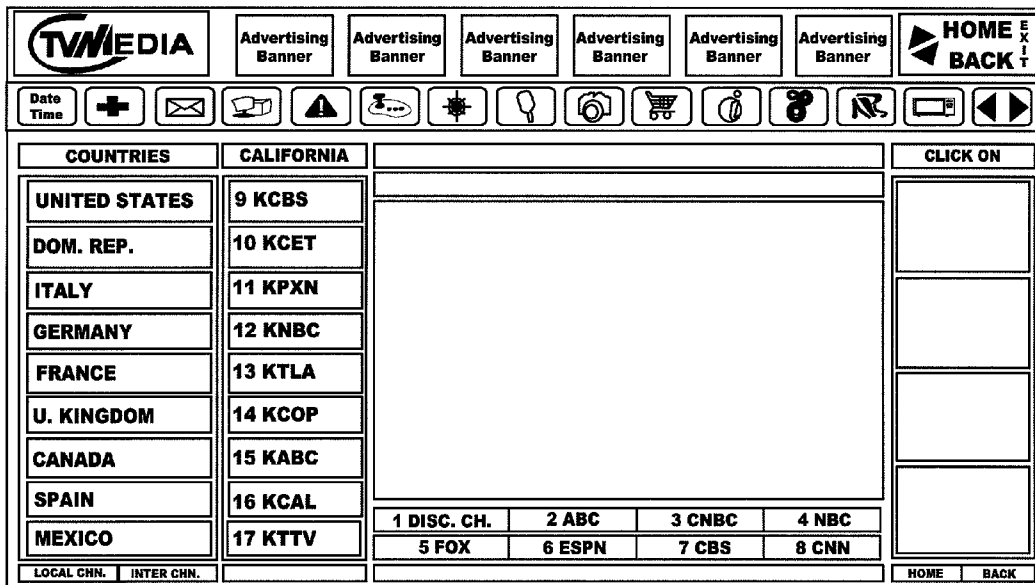 TVMEDIA
Advertising Banner
Advertising Banner
Advertising Banner
Advertising Banner
Advertising Banner
Advertising Banner
HOME
BACK
EXIT
Date
Time
COUNTRIES
UNITED STATES
DOM. REP.
ITALY
GERMANY
FRANCE
U. KINGDOM
CANADA
SPAIN
MEXICO
LOCAL CHN. INTER CHN.
CALIFORNIA
9 KCBS
10 KCET
11 KPXN
12 KNBC
13 KTLA
14 KCOP
15 KABC
16 KCAL
17 KTTV
1 DISC. CH. 2 ABC 3 CNBC 4 NBC
5 FOX 6 ESPN 7 CBS 8 CNN
CLICK ON
HOME BACK